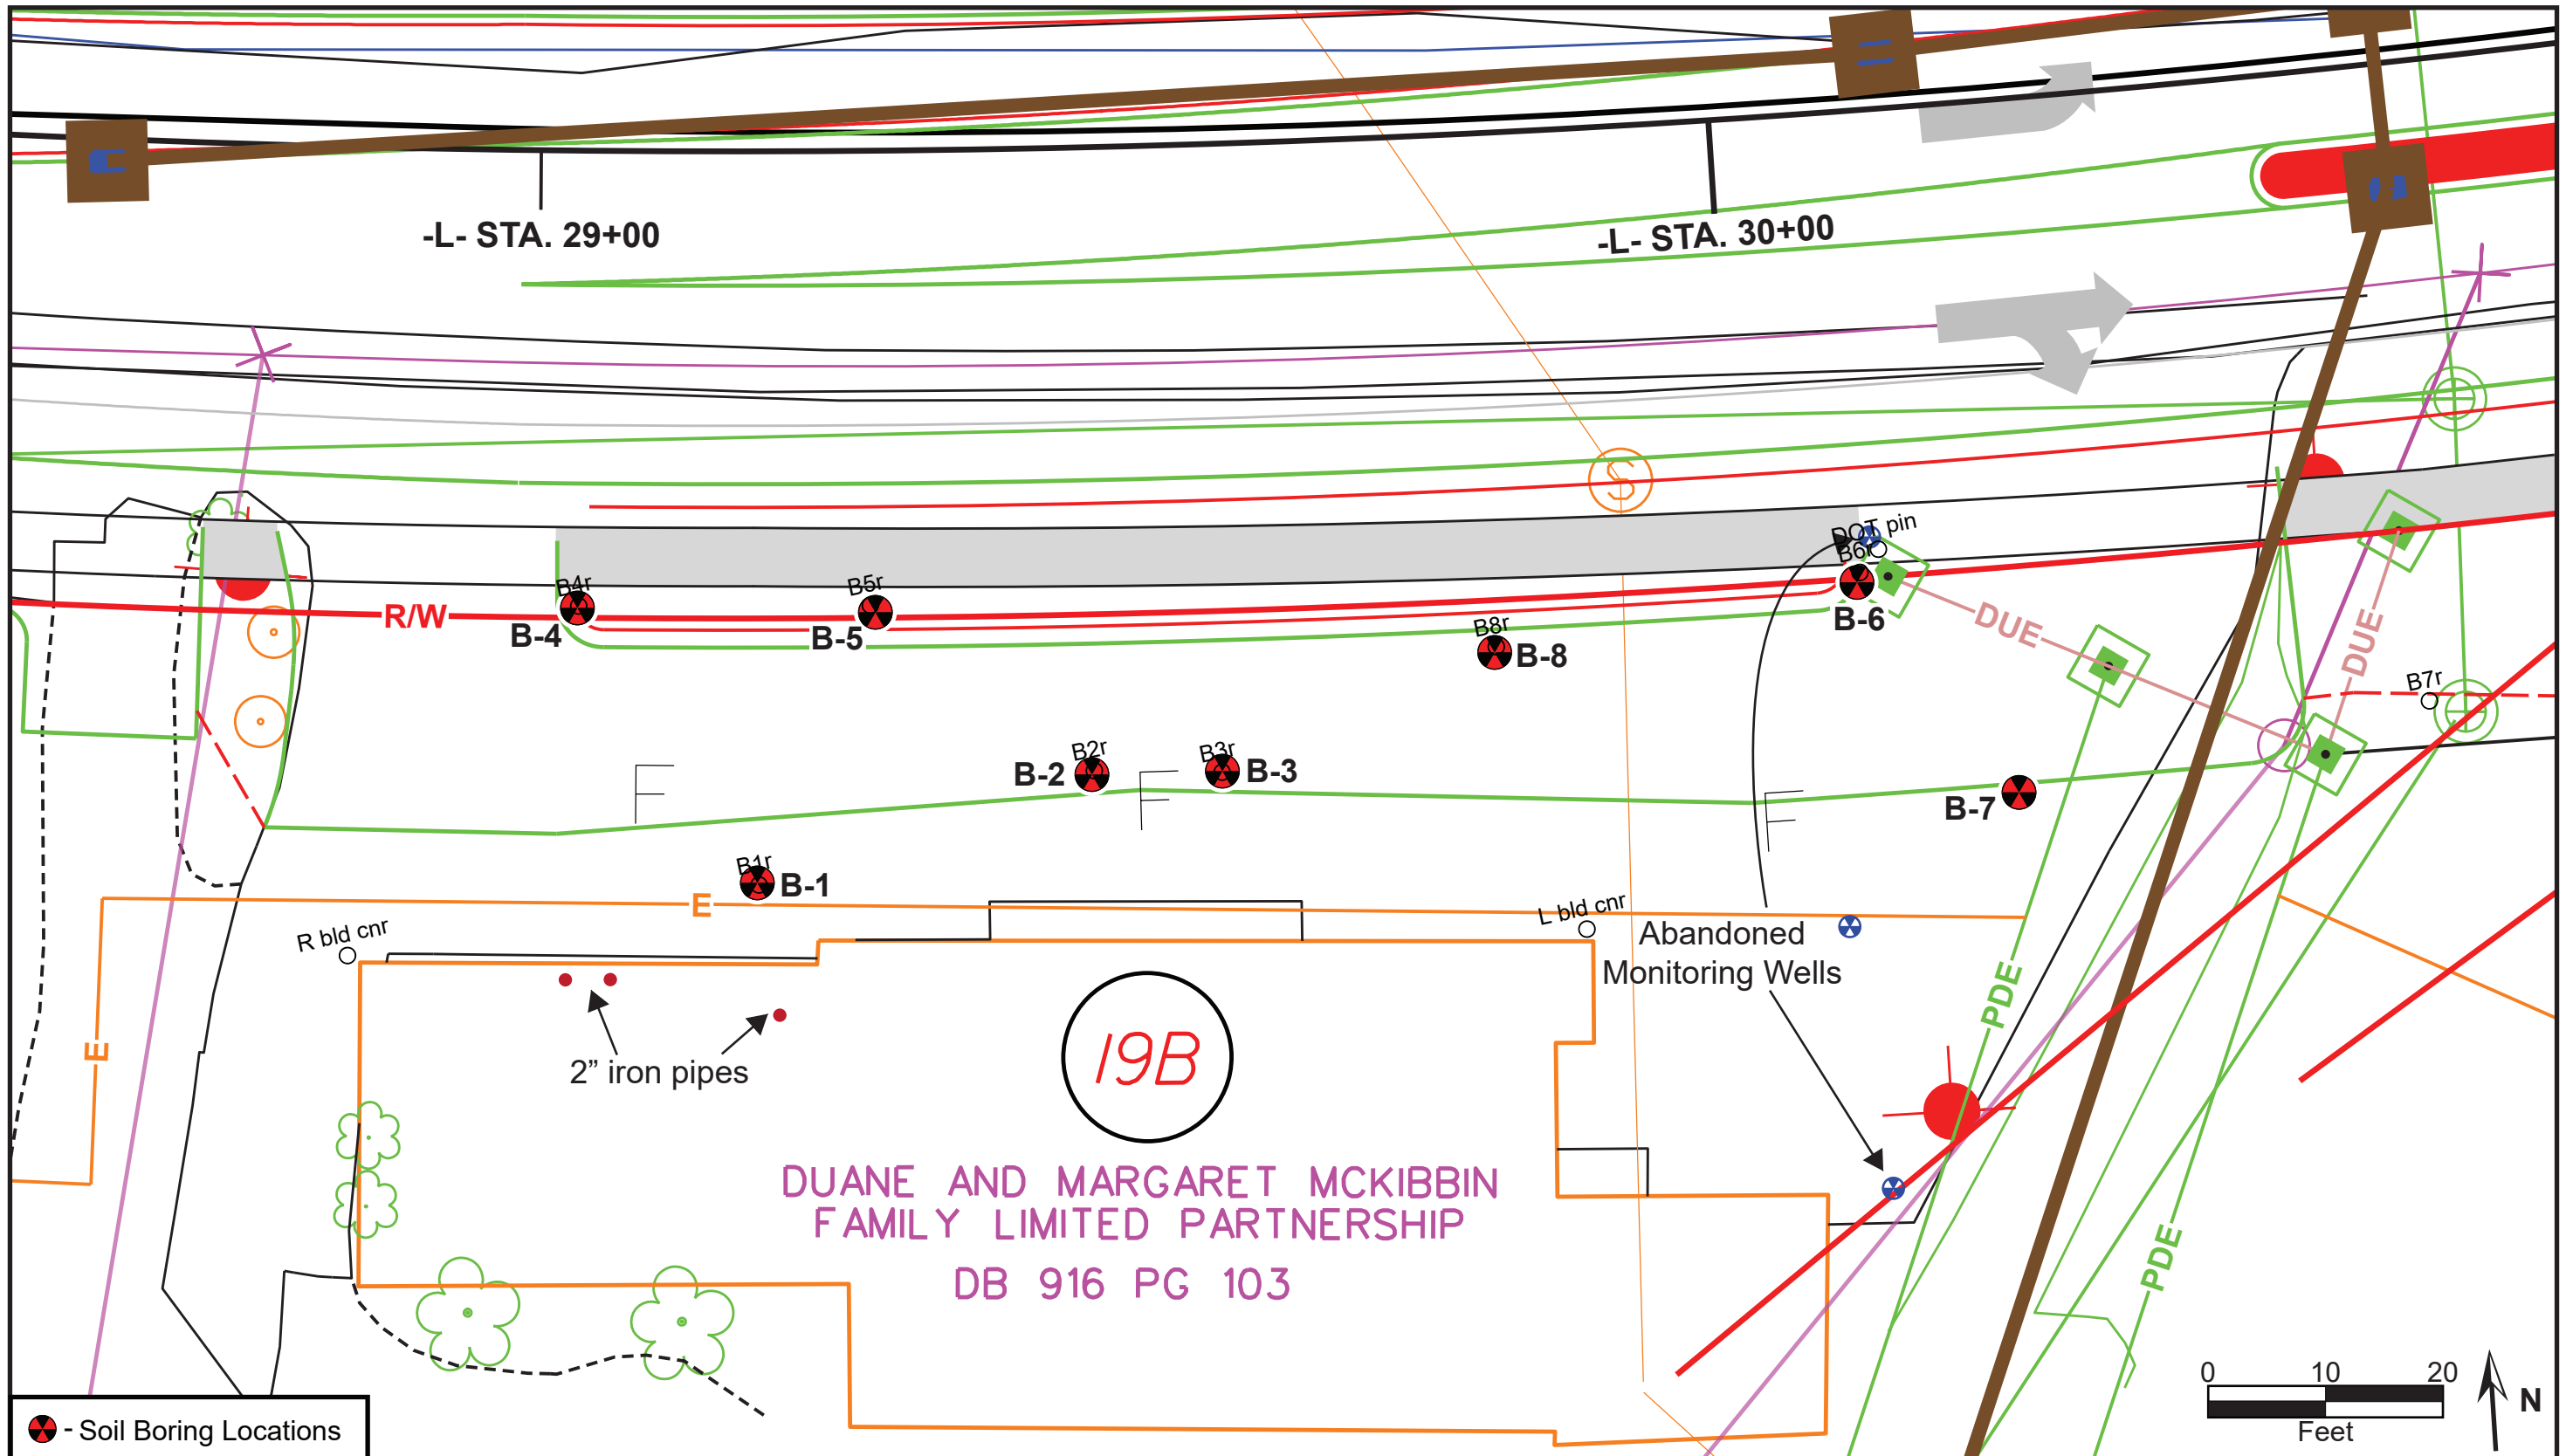 -L- STA. 29+00
-L- STA. 30+00
S
DOT pin
B6r
B-6
R/W
B4r
B-4
B5r
B-5
B8r
B-8
DUE
DUE
B7r
B2r
B-2
B3r
B-3
B-7
F
F
F
B1r
B-1
E
E
R bld cnr
L bld cnr
Abandoned
Monitoring Wells
2” iron pipes
19B
PDE
PDE
DUANE AND MARGARET MCKIBBIN
FAMILY LIMITED PARTNERSHIP
DB 916 PG 103
- Soil Boring Locations
0 10 20
Feet
N